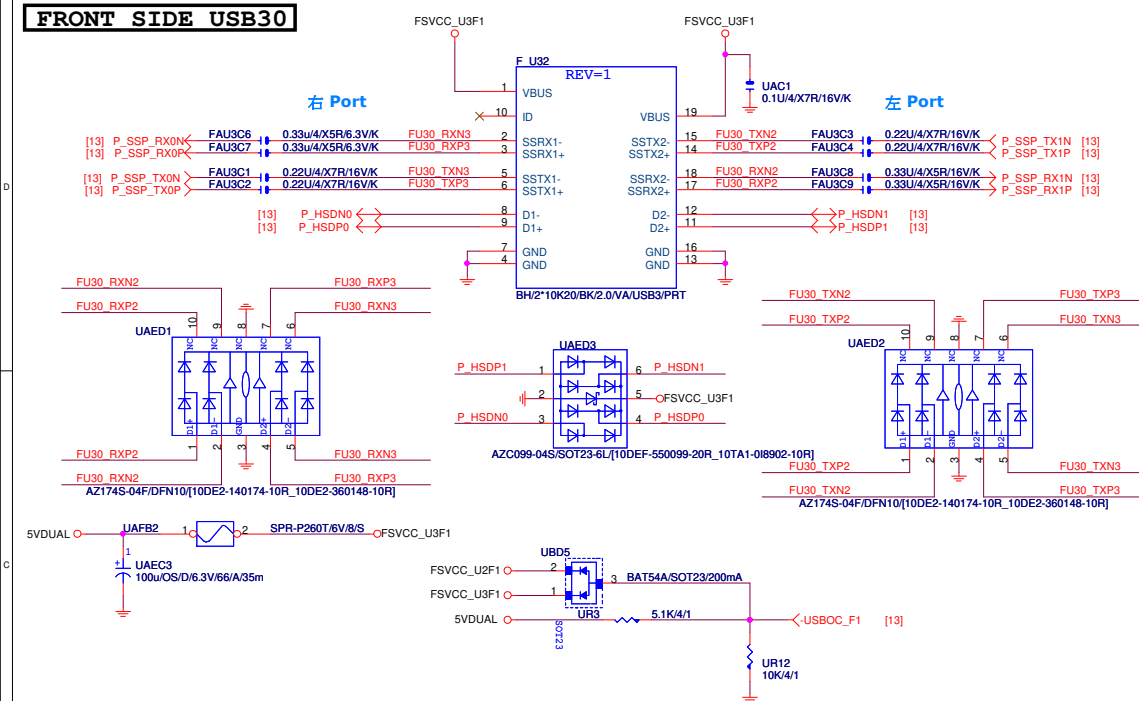 FRONT SIDE USB30
FSVCC_U3F1
FSVCC_U3F1
F_U32
REV=1
右 Port
左 Port
UAC1
0.1U/4/X7R/16V/K
1
VBUS
10
ID
VBUS
19
[13] P_SSP_RX0N
FAU3C6
0.33u/4/X5R/6.3V/K
FU30_RXN3
2
SSRX1-
[13] P_SSP_RX0P
FAU3C7
0.33u/4/X5R/6.3V/K
FU30_RXP3
3
SSRX1+
SSTX2-
15
FU30_TXN2
FAU3C3
0.22U/4/X7R/16V/K
P_SSP_TX1N [13]
SSTX2+
14
FU30_TXP2
FAU3C4
0.22U/4/X7R/16V/K
P_SSP_TX1P [13]
[13] P_SSP_TX0N
FAU3C1
0.22U/4/X7R/16V/K
FU30_TXN3
5
SSTX1-
[13] P_SSP_TX0P
FAU3C2
0.22U/4/X7R/16V/K
FU30_TXP3
6
SSTX1+
SSRX2-
18
FU30_RXN2
FAU3C8
0.33U/4/X5R/16V/K
P_SSP_RX1N [13]
SSRX2+
17
FU30_RXP2
FAU3C9
0.33U/4/X5R/16V/K
P_SSP_RX1P [13]
[13] P_HSDN0
8
D1-
[13] P_HSDP0
9
D1+
D2-
12
P_HSDN1 [13]
D2+
11
P_HSDP1 [13]
7
GND
4
GND
GND
16
GND
13
BH/2*10K20/BK/2.0/VA/USB3/PRT
D
FU30_RXN2
FU30_RXP3
FU30_RXP2
FU30_RXN3
UAED1
10
9
8
7
6
NC
NC
NC
NC
D1+
D1-
GND
D2+
D2-
1
2
3
4
5
FU30_RXP2
FU30_RXN3
FU30_RXN2
FU30_RXP3
AZ174S-04F/DFN10/[10DE2-140174-10R_10DE2-360148-10R]
UAED3
P_HSDP1
1
6
P_HSDN1
2
5
FSVCC_U3F1
P_HSDN0
3
4
P_HSDP0
AZC099-04S/SOT23-6L/[10DEF-550099-20R_10TA1-0I8902-10R]
FU30_TXN2
FU30_TXP3
FU30_TXP2
FU30_TXN3
UAED2
10
9
8
7
6
NC
NC
NC
NC
D1+
D1-
GND
D2+
D2-
1
2
3
4
5
FU30_TXP2
FU30_TXN3
FU30_TXN2
FU30_TXP3
AZ174S-04F/DFN10/[10DE2-140174-10R_10DE2-360148-10R]
5VDUAL
UAFB2
1
2
SPR-P260T/6V/8/S
FSVCC_U3F1
1
+
UAEC3
100u/OS/D/6.3V/66/A/35m
C
UBD5
FSVCC_U2F1
2
3
BAT54A/SOT23/200mA
FSVCC_U3F1
1
SOT23
5VDUAL
UR3
5.1K/4/1
-USBOC_F1 [13]
UR12
10K/4/1